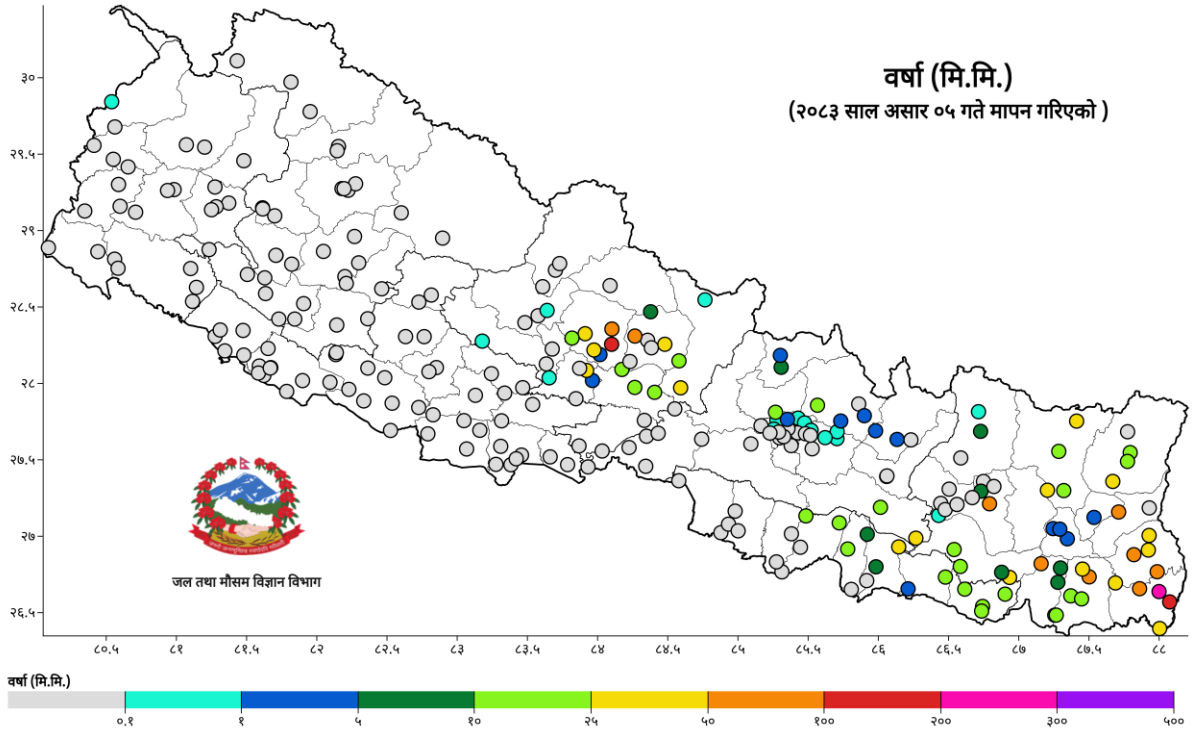 वर्षा (मि.मि.)
(२०८३ साल असार ०५ गते मापन गरिएको )
३०
२९.५
२९
२८.५
२८
२७.५
२७
२६.५
जल तथा मौसम विज्ञान विभाग
८०.५ ८१ ८१.५ ८२ ८२.५ ८३ ८३.५ ८४ ८४.५ ८५ ८५.५ ८६ ८६.५ ८७ ८७.५ ८८
वर्षा (मि.मि.)
०.१ १ ५ १० २५ ५० १०० २०० ३०० ५००